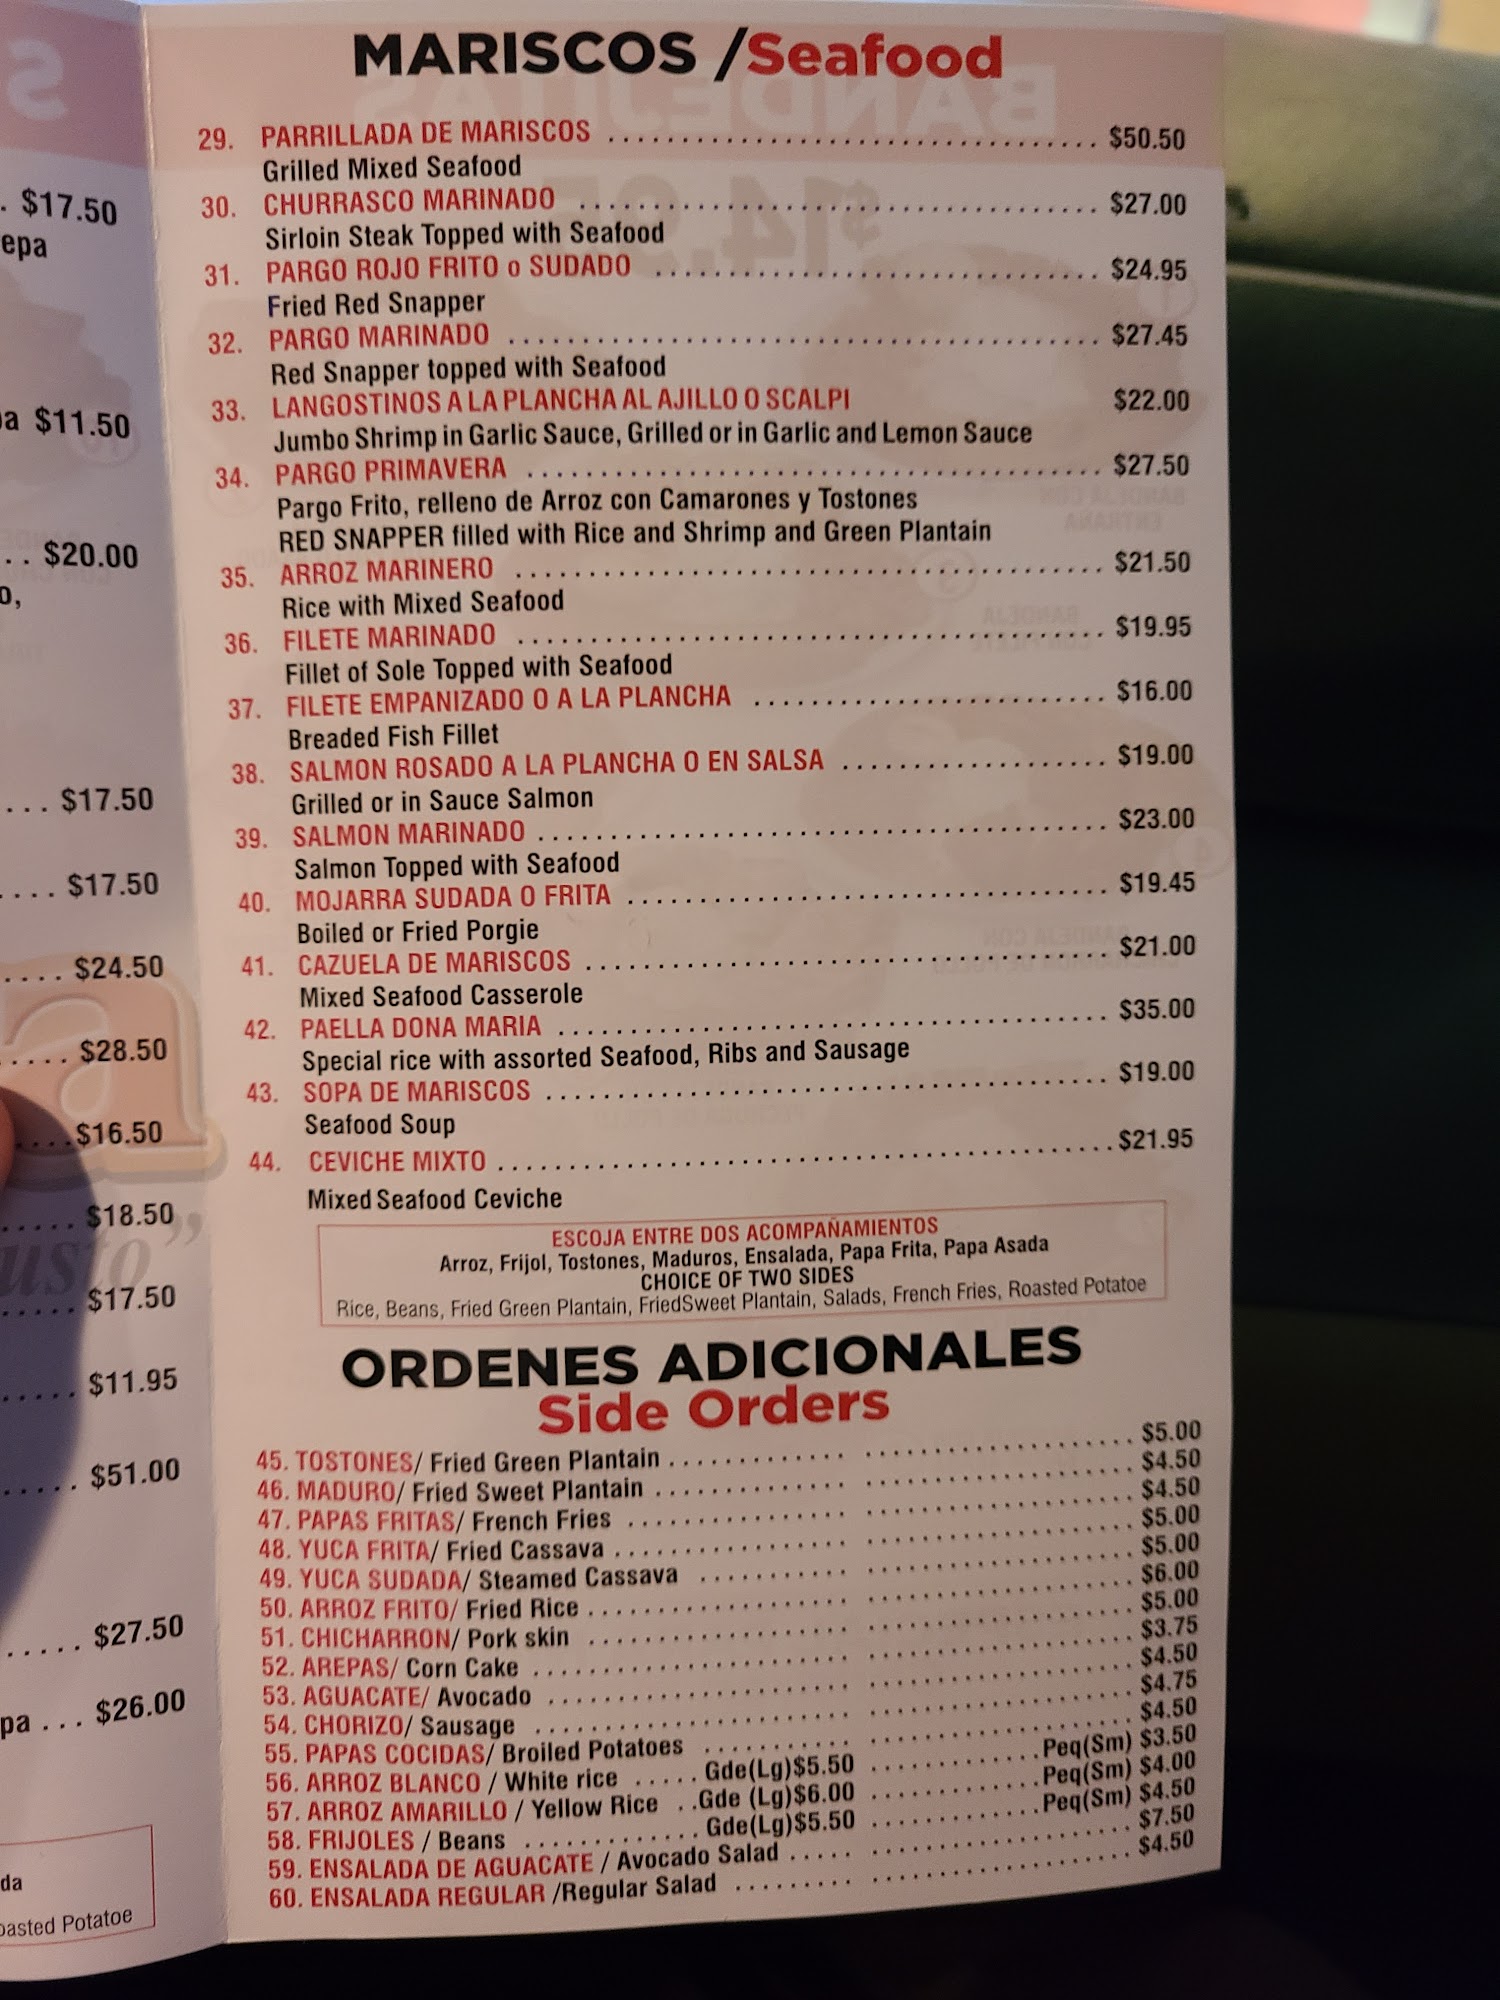 . $17.50
epa
a $11.50
. . $20.00
o,
. . . $17.50
. . . . $17.50
. . . . $24.50
. . . . . $28.50
. . . . $16.50
. . . . . $18.50
usto”
. . . . . $17.50
. . . . . $11.95
. . . . . $51.00
. . . . . $27.50
pa . . . $26.00
da
oasted Potatoe
MARISCOS /Seafood
29. PARRILLADA DE MARISCOS . . . . . . . . . . $50.50
Grilled Mixed Seafood
30. CHURRASCO MARINADO . . . . . . . . . . $27.00
Sirloin Steak Topped with Seafood
31. PARGO ROJO FRITO o SUDADO . . . . . . . . . . $24.95
Fried Red Snapper
32. PARGO MARINADO . . . . . . . . . . $27.45
Red Snapper topped with Seafood
33. LANGOSTINOS A LA PLANCHA AL AJILLO O SCALPI $22.00
Jumbo Shrimp in Garlic Sauce, Grilled or in Garlic and Lemon Sauce
34. PARGO PRIMAVERA . . . . . . . . . . $27.50
Pargo Frito, relleno de Arroz con Camarones y Tostones
RED SNAPPER filled with Rice and Shrimp and Green Plantain
35. ARROZ MARINERO . . . . . . . . . . $21.50
Rice with Mixed Seafood
36. FILETE MARINADO . . . . . . . . . . $19.95
Fillet of Sole Topped with Seafood
37. FILETE EMPANIZADO O A LA PLANCHA . . . . . . . . . . $16.00
Breaded Fish Fillet
38. SALMON ROSADO A LA PLANCHA O EN SALSA . . . . . . . . . . $19.00
Grilled or in Sauce Salmon
39. SALMON MARINADO . . . . . . . . . . $23.00
Salmon Topped with Seafood
40. MOJARRA SUDADA O FRITA . . . . . . . . . . $19.45
Boiled or Fried Porgie
41. CAZUELA DE MARISCOS . . . . . . . . . . $21.00
Mixed Seafood Casserole
42. PAELLA DONA MARIA . . . . . . . . . . $35.00
Special rice with assorted Seafood, Ribs and Sausage
43. SOPA DE MARISCOS . . . . . . . . . . $19.00
Seafood Soup
44. CEVICHE MIXTO . . . . . . . . . . $21.95
Mixed Seafood Ceviche
ESCOJA ENTRE DOS ACOMPAÑAMIENTOS
Arroz, Frijol, Tostones, Maduros, Ensalada, Papa Frita, Papa Asada
CHOICE OF TWO SIDES
Rice, Beans, Fried Green Plantain, FriedSweet Plantain, Salads, French Fries, Roasted Potatoe
ORDENES ADICIONALES
Side Orders
45. TOSTONES/ Fried Green Plantain . . . . . . . . . . $5.00
46. MADURO/ Fried Sweet Plantain . . . . . . . . . . $4.50
47. PAPAS FRITAS/ French Fries . . . . . . . . . . $4.50
48. YUCA FRITA/ Fried Cassava . . . . . . . . . . $5.00
49. YUCA SUDADA/ Steamed Cassava . . . . . . . . . . $5.00
50. ARROZ FRITO/ Fried Rice . . . . . . . . . . $6.00
51. CHICHARRON/ Pork skin . . . . . . . . . . $5.00
52. AREPAS/ Corn Cake . . . . . . . . . . $3.75
53. AGUACATE/ Avocado . . . . . . . . . . $4.50
54. CHORIZO/ Sausage . . . . . . . . . . $4.75
55. PAPAS COCIDAS/ Broiled Potatoes . . . . . . . . . . $4.50
56. ARROZ BLANCO / White rice . . . . . Gde(Lg)$5.50 . . . . . . . . . . Peq(Sm) $3.50
57. ARROZ AMARILLO / Yellow Rice . . Gde (Lg)$6.00 . . . . . . . . . . Peq(Sm) $4.00
58. FRIJOLES / Beans . . . . . . . . . . Gde(Lg)$5.50 . . . . . . . . . . Peq(Sm) $4.50
59. ENSALADA DE AGUACATE / Avocado Salad . . . . . . . . . . $7.50
60. ENSALADA REGULAR /Regular Salad . . . . . . . . . . $4.50